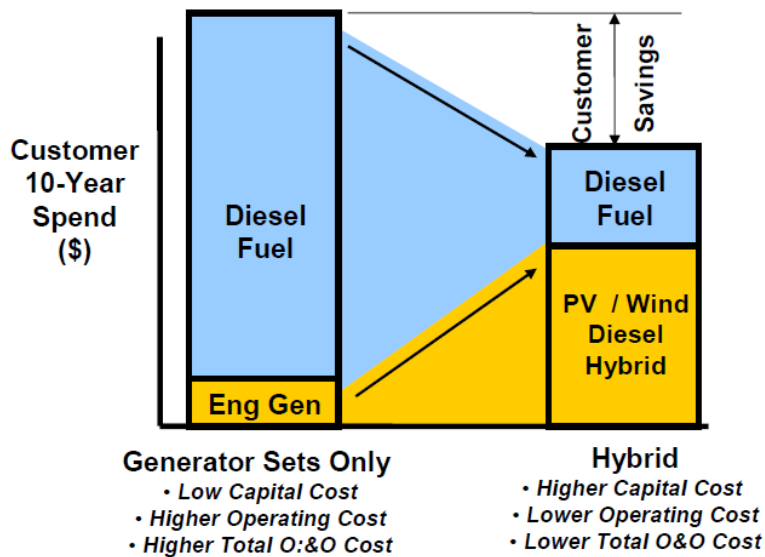 Customer
10-Year
Spend
($)
Diesel
Fuel
Eng Gen
Customer
Savings
Diesel
Fuel
PV / Wind
Diesel
Hybrid
Generator Sets Only
• Low Capital Cost
• Higher Operating Cost
• Higher Total O:&O Cost
Hybrid
• Higher Capital Cost
• Lower Operating Cost
• Lower Total O&O Cost